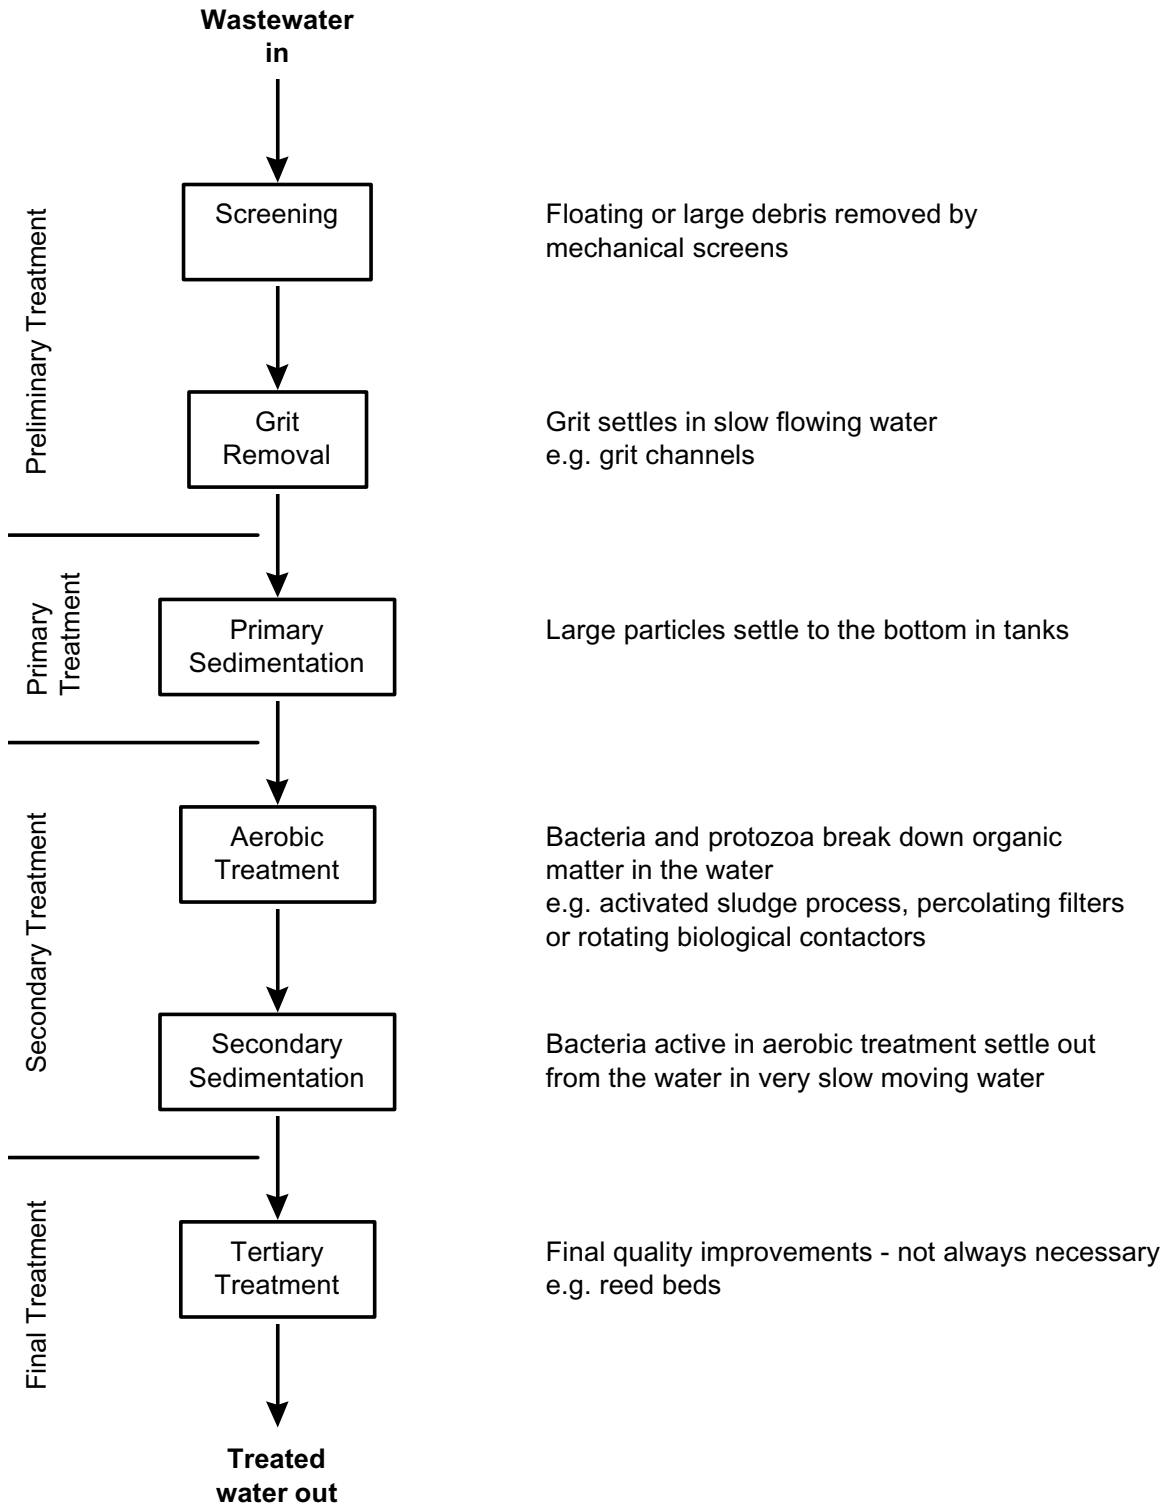 Wastewater
in
Preliminary Treatment
Screening
Floating or large debris removed by
mechanical screens
Grit
Removal
Grit settles in slow flowing water
e.g. grit channels
Primary
Treatment
Primary
Sedimentation
Large particles settle to the bottom in tanks
Secondary Treatment
Aerobic
Treatment
Bacteria and protozoa break down organic
matter in the water
e.g. activated sludge process, percolating filters
or rotating biological contactors
Secondary
Sedimentation
Bacteria active in aerobic treatment settle out
from the water in very slow moving water
Final Treatment
Tertiary
Treatment
Final quality improvements - not always necessary
e.g. reed beds
Treated
water out